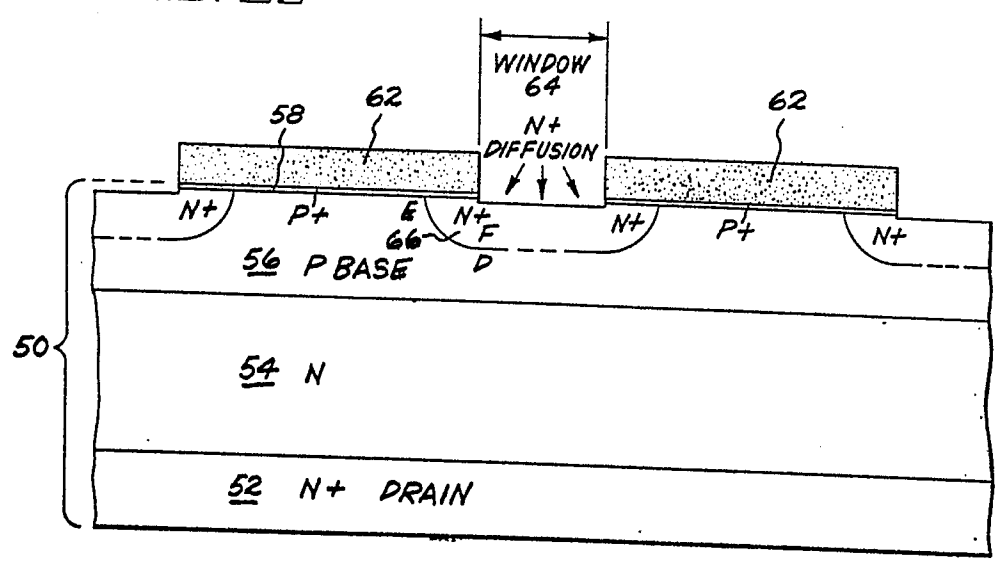 WINDOW
64
N+
DIFFUSION
62
58
62
N+
P+
E
N+
66
F
D
N+
P+
N+
56 P BASE
50
54 N
52 N+ DRAIN